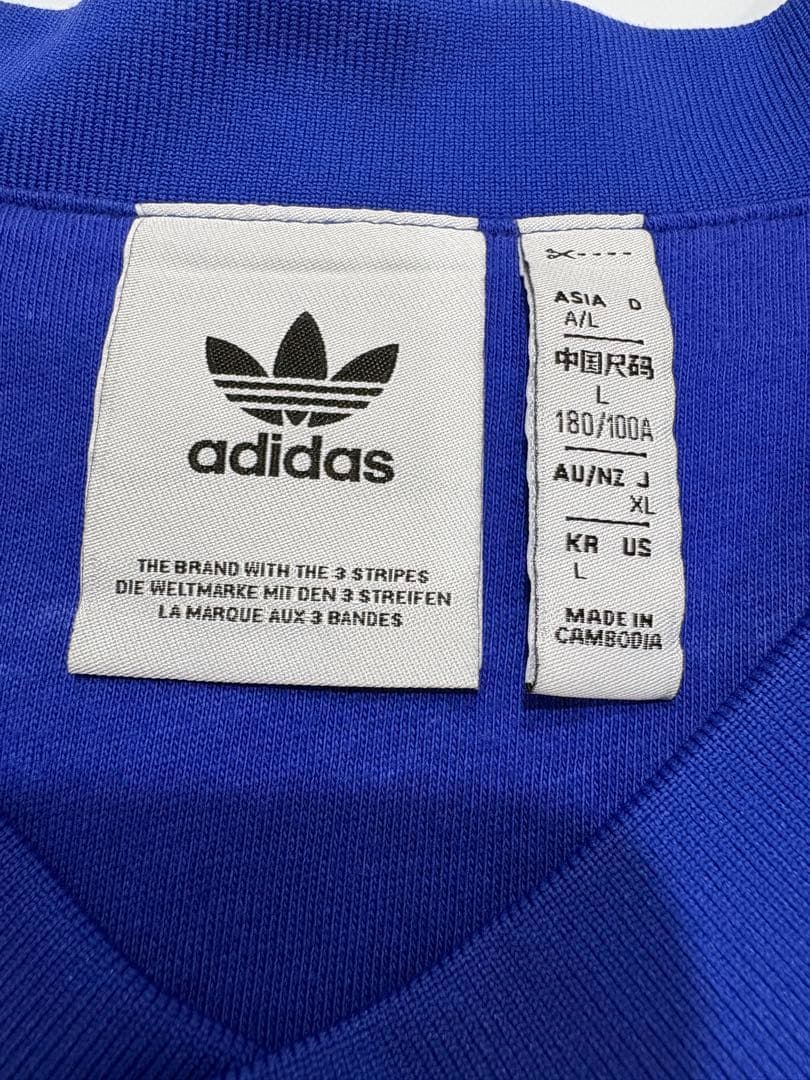 adidas
THE BRAND WITH THE 3 STRIPES
DIE WELTMARKE MIT DEN 3 STREIFEN
LA MARQUE AUX 3 BANDES
ASIA D
A/L
中国尺码
L
180/100A
AU/NZ J
XL
KR US
L
MADE IN
CAMBODIA